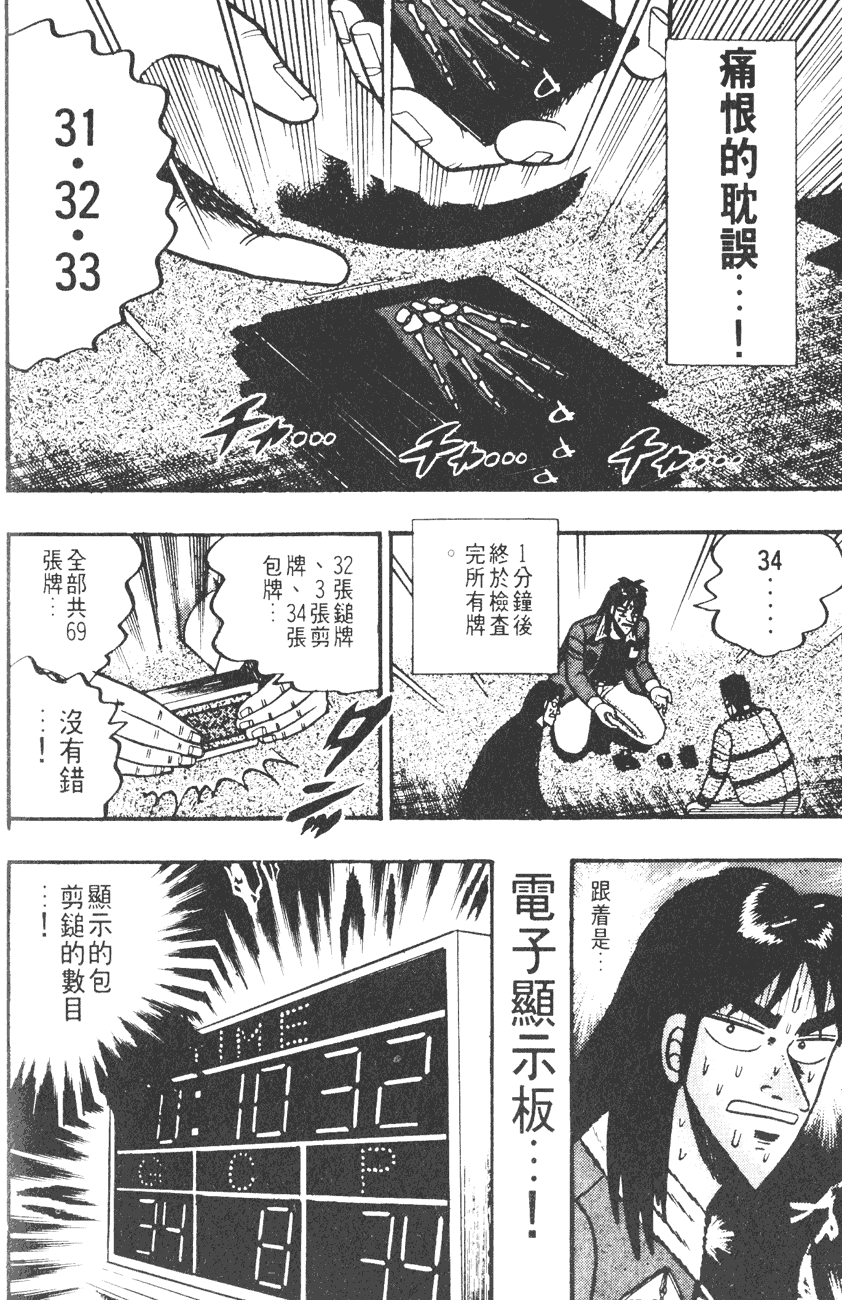 痛恨的耽誤…!
31・32・33
チャ。。。
チャ。。。
チャ。。。
34……
1分鐘後
終於檢查
完所有牌
。
32張鎚牌
、3張剪
牌、34張
包牌…
全部共69
張牌…
沒有錯
…!
跟着是…
電子顯示板…!
顯示的包
剪鎚的數目
…!
TIME
0:10 32
G
C
P
34
8
34